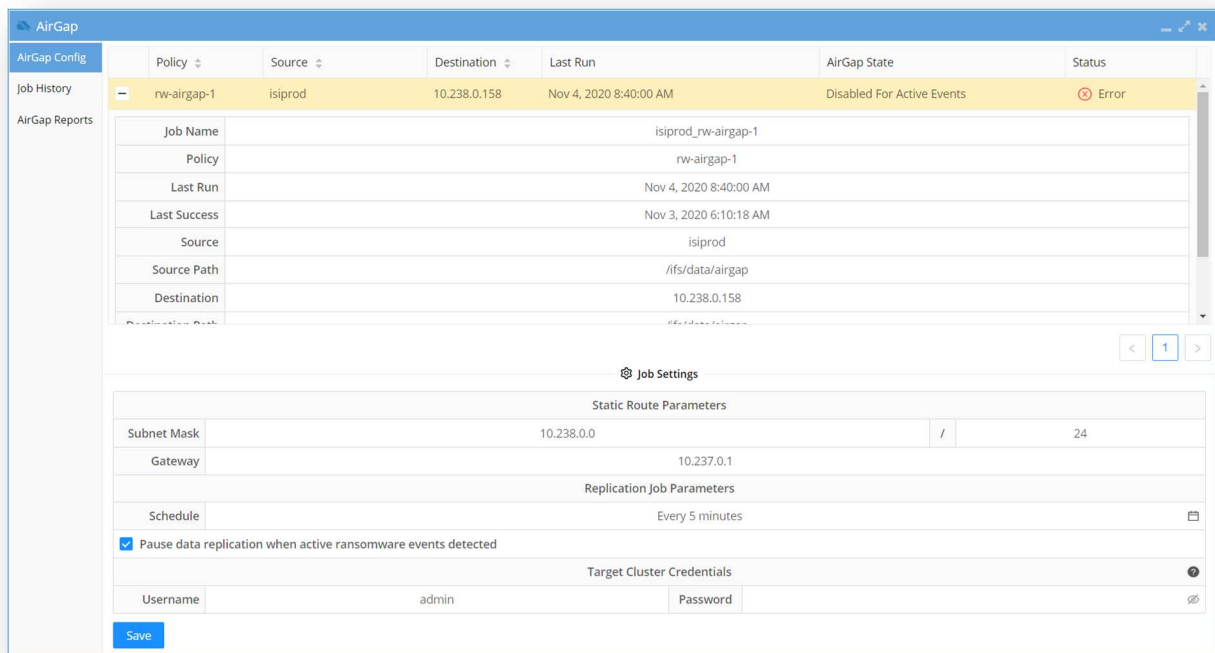 AirGap
AirGap Config
Job History
AirGap Reports
Policy Source Destination Last Run AirGap State Status
rw-airgap-1 isiprod 10.238.0.158 Nov 4, 2020 8:40:00 AM Disabled For Active Events Error
Job Name isiprod_rw-airgap-1
Policy rw-airgap-1
Last Run Nov 4, 2020 8:40:00 AM
Last Success Nov 3, 2020 6:10:18 AM
Source isiprod
Source Path /ifs/data/airgap
Destination 10.238.0.158
Destination Path /ifs/data/airgap
< 1 >
Job Settings
Static Route Parameters
Subnet Mask 10.238.0.0 / 24
Gateway 10.237.0.1
Replication Job Parameters
Schedule Every 5 minutes
Pause data replication when active ransomware events detected
Target Cluster Credentials ?
Username admin Password
Save